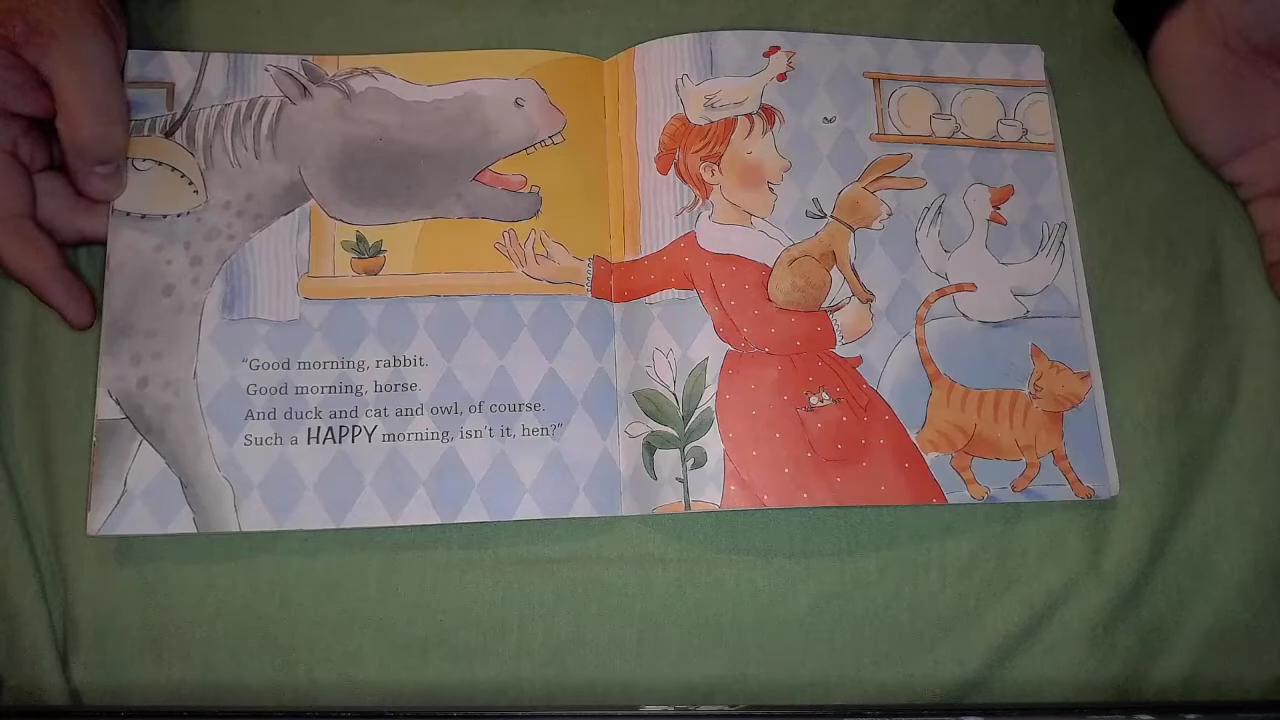 “Good morning, rabbit.
Good morning, horse.
And duck and cat and owl, of course.
Such a HAPPY morning, isn’t it, hen?”